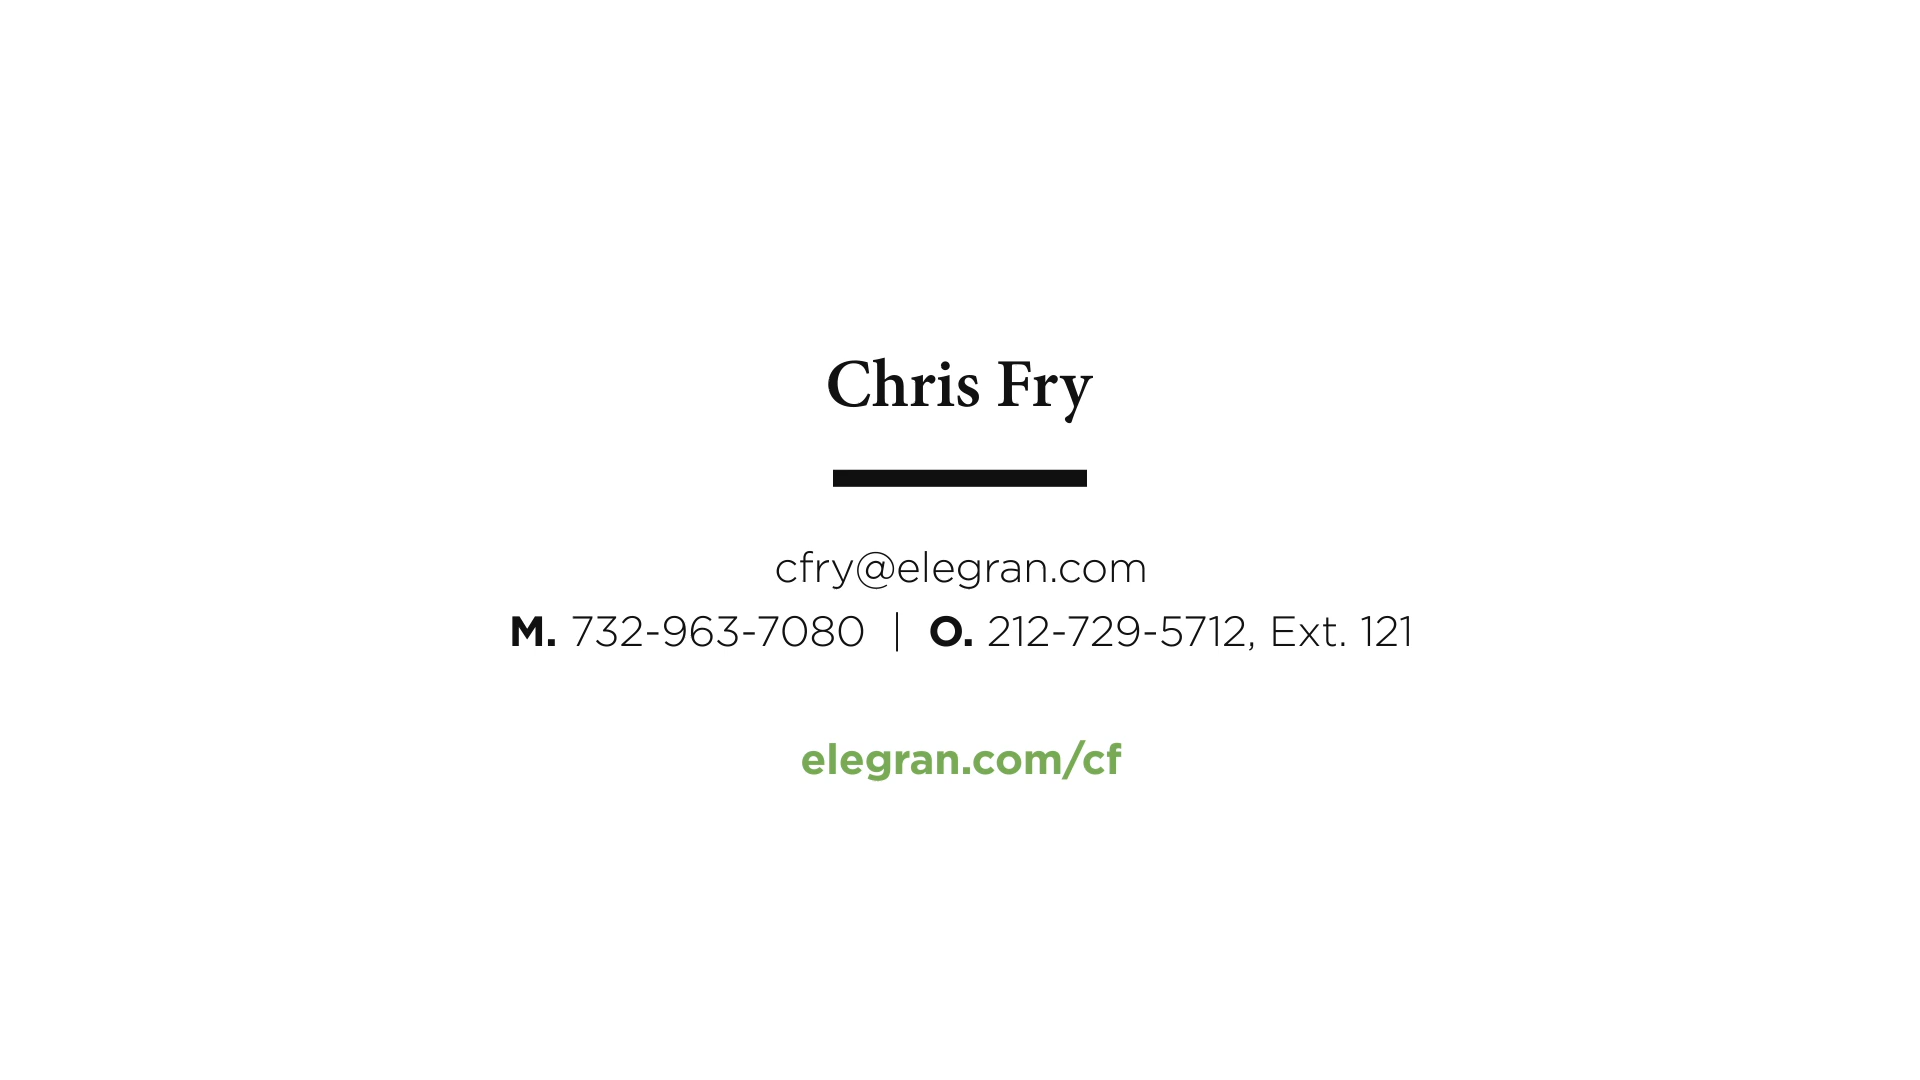 Chris Fry
cfry@elegran.com
M. 732-963-7080 | O. 212-729-5712, Ext. 121
elegran.com/cf